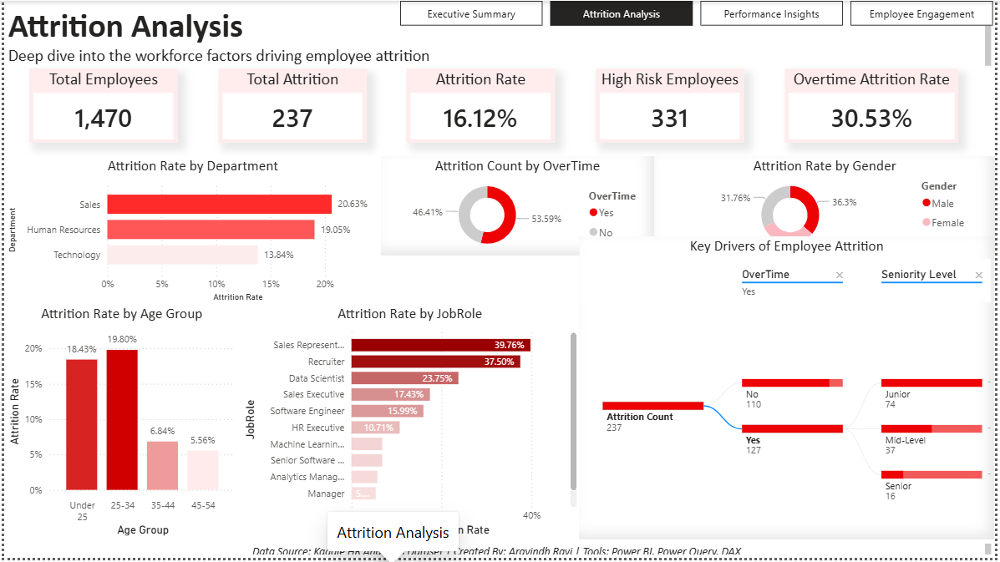 Executive Summary
Attrition Analysis
Performance Insights
Employee Engagement
Attrition Analysis
Deep dive into the workforce factors driving employee attrition
Total Employees
1,470
Total Attrition
237
Attrition Rate
16.12%
High Risk Employees
331
Overtime Attrition Rate
30.53%
Attrition Rate by Department
Department
Sales
20.63%
Human Resources
19.05%
Technology
13.84%
0%
5%
10%
15%
20%
Attrition Rate
Attrition Count by OverTime
46.41%
53.59%
OverTime
Yes
No
Attrition Rate by Gender
31.76%
36.3%
Gender
Male
Female
Key Drivers of Employee Attrition
OverTime
Yes
Seniority Level
Attrition Count
237
No
110
Yes
127
Junior
74
Mid-Level
37
Senior
16
Attrition Rate by Age Group
Attrition Rate
20%
15%
10%
5%
0%
18.43%
19.80%
6.84%
5.56%
Under
25
25-34
35-44
45-54
Age Group
Attrition Rate by JobRole
JobRole
Sales Represent...
39.76%
Recruiter
37.50%
Data Scientist
23.75%
Sales Executive
17.43%
Software Engineer
15.99%
HR Executive
10.71%
Machine Learnin...
Senior Software ...
Analytics Manag...
Manager
5....
40%
Rate
Attrition Analysis
Data Source: Kaggle HR | Created By: Aravindh Ravi | Tools: Power BI, Power Query, DAX